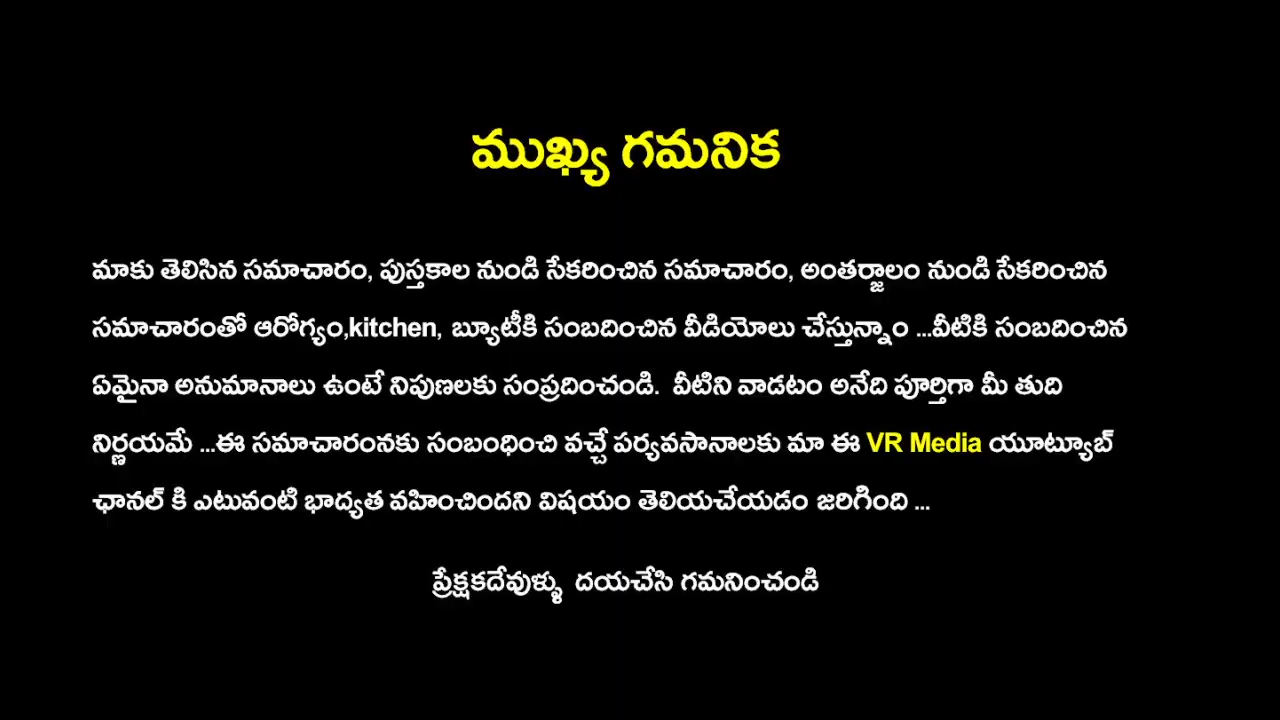 ముఖ్య గమనిక
మాకు తెలిసిన సమాచారం, పుస్తకాల నుండి సేకరించిన సమాచారం, అంతర్జాలం నుండి సేకరించిన
సమాచారంతో ఆరోగ్యం,kitchen, బ్యూటీకి సంబదించిన వీడియోలు చేస్తున్నాం ...వీటికి సంబదించిన
ఏమైనా అనుమానాలు ఉంటే నిపుణలకు సంప్రదించండి. వీటిని వాడటం అనేది పూర్తిగా మీ తుది
నిర్ణయమే ...ఈ సమాచారంనకు సంబంధించి వచ్చే పర్యవసానాలకు మా ఈ VR Media యూట్యూబ్
ఛానల్ కి ఎటువంటి భాద్యత వహించిందని విషయం తెలియచేయడం జరిగింది ...
ప్రేక్షకదేవుళ్ళు దయచేసి గమనించండి